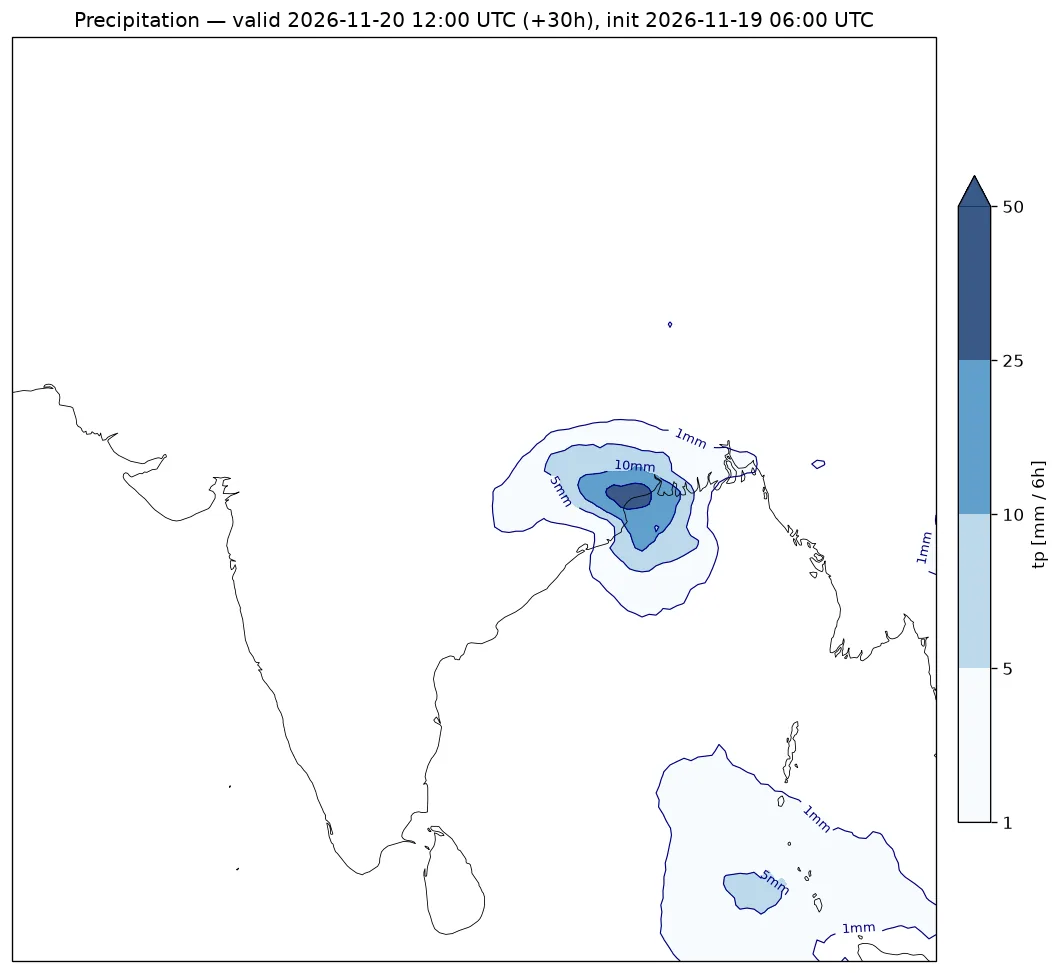 Precipitation — valid 2026-11-20 12:00 UTC (+30h), init 2026-11-19 06:00 UTC
50
25
10
5
1
tp [mm / 6h]
1mm
10mm
5mm
1mm
1mm
5mm
1mm